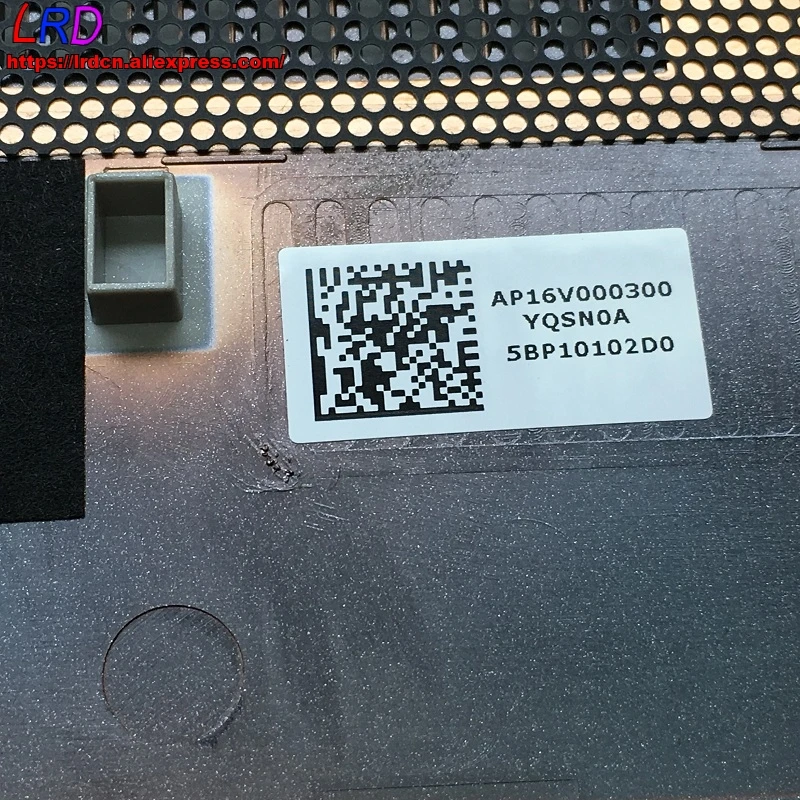 LRD
https://lrdcn.aliexpress.com/
AP16V000300
YQSN0A
5BP10102D0